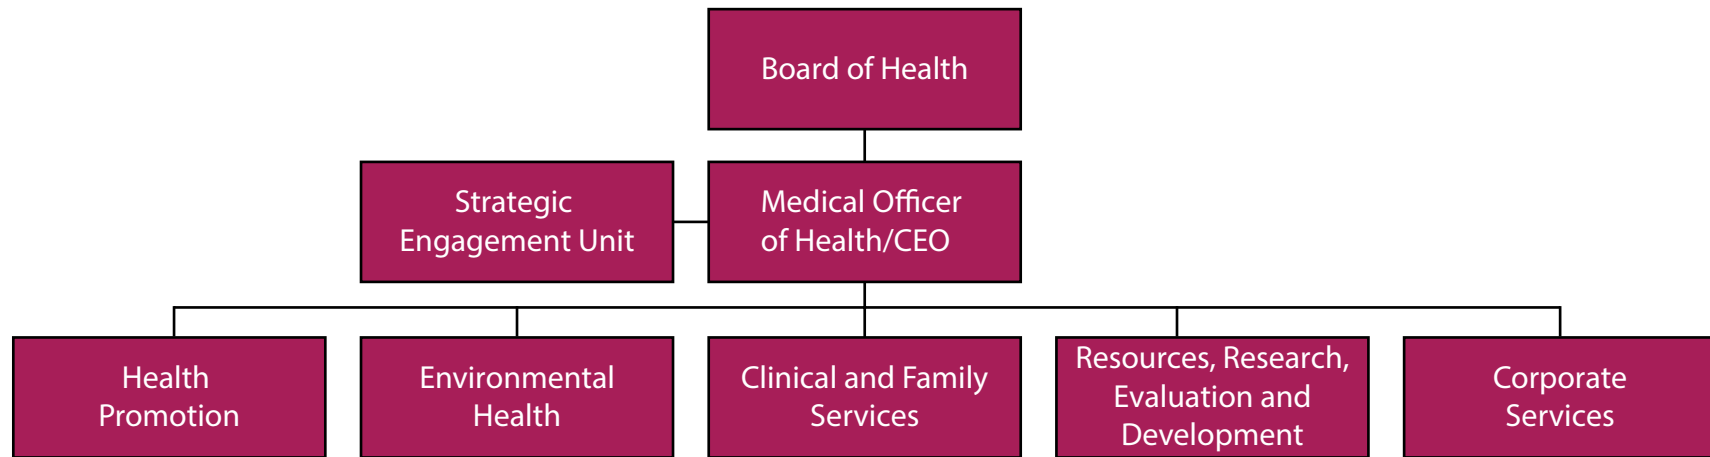 Board of Health
Strategic
Engagement Unit
Medical Officer
of Health/CEO
Health
Promotion
Environmental
Health
Clinical and Family
Services
Resources, Research,
Evaluation and
Development
Corporate
Services